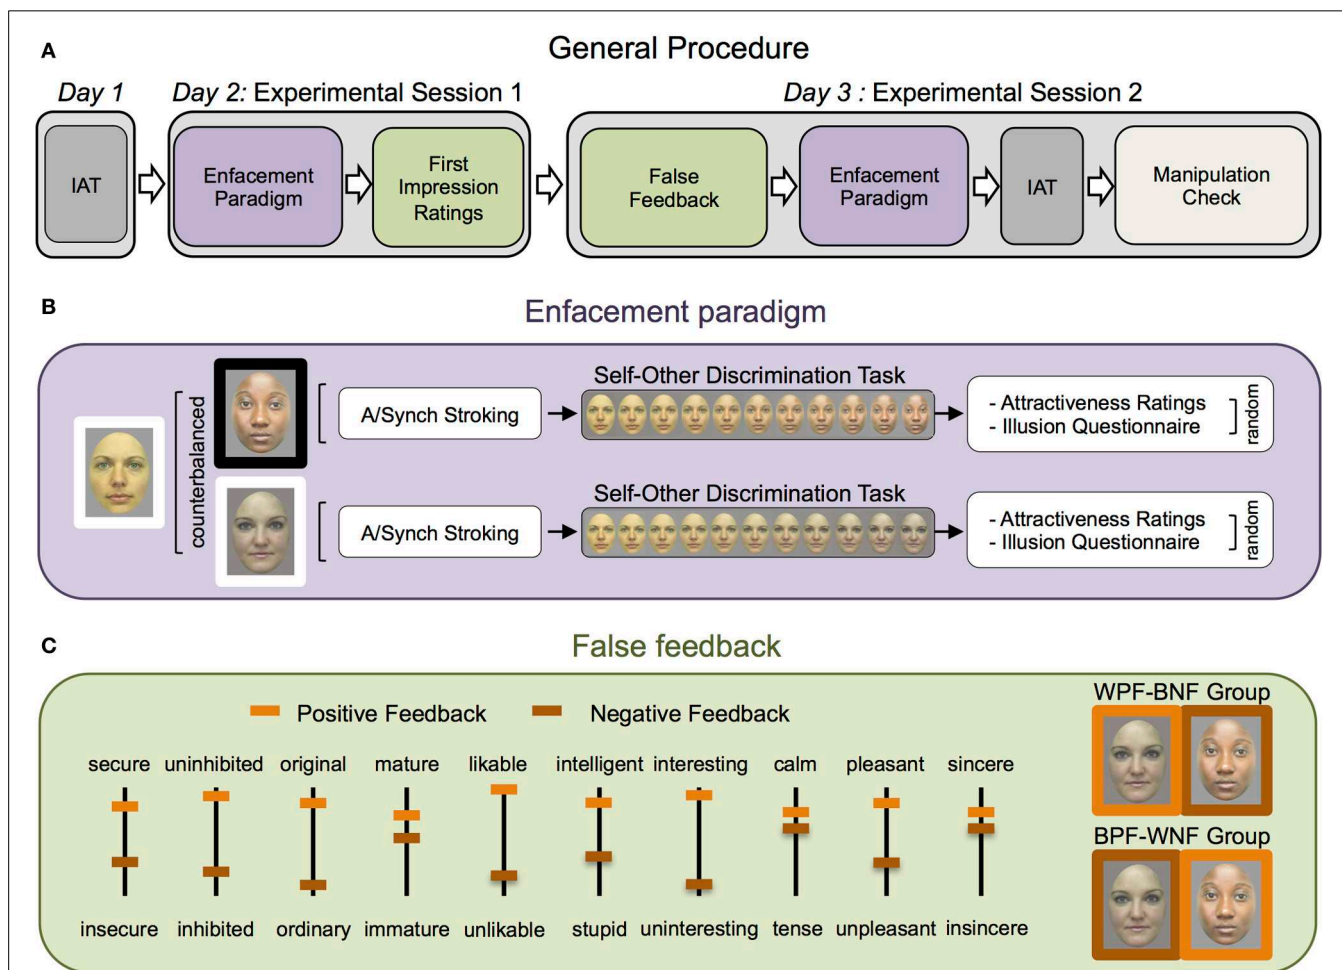 A
General Procedure
Day 1
Day 2: Experimental Session 1
Day 3 : Experimental Session 2
IAT
Enfacement
Paradigm
First
Impression
Ratings
False
Feedback
Enfacement
Paradigm
IAT
Manipulation
Check
B
Enfacement paradigm
counterbalanced
A/Synch Stroking
Self-Other Discrimination Task
- Attractiveness Ratings
- Illusion Questionnaire
random
A/Synch Stroking
Self-Other Discrimination Task
- Attractiveness Ratings
- Illusion Questionnaire
random
C
False feedback
Positive Feedback
Negative Feedback
secure uninhibited original mature likable intelligent interesting calm pleasant sincere
insecure inhibited ordinary immature unlikable stupid uninteresting tense unpleasant insincere
WPF-BNF Group
BPF-WNF Group